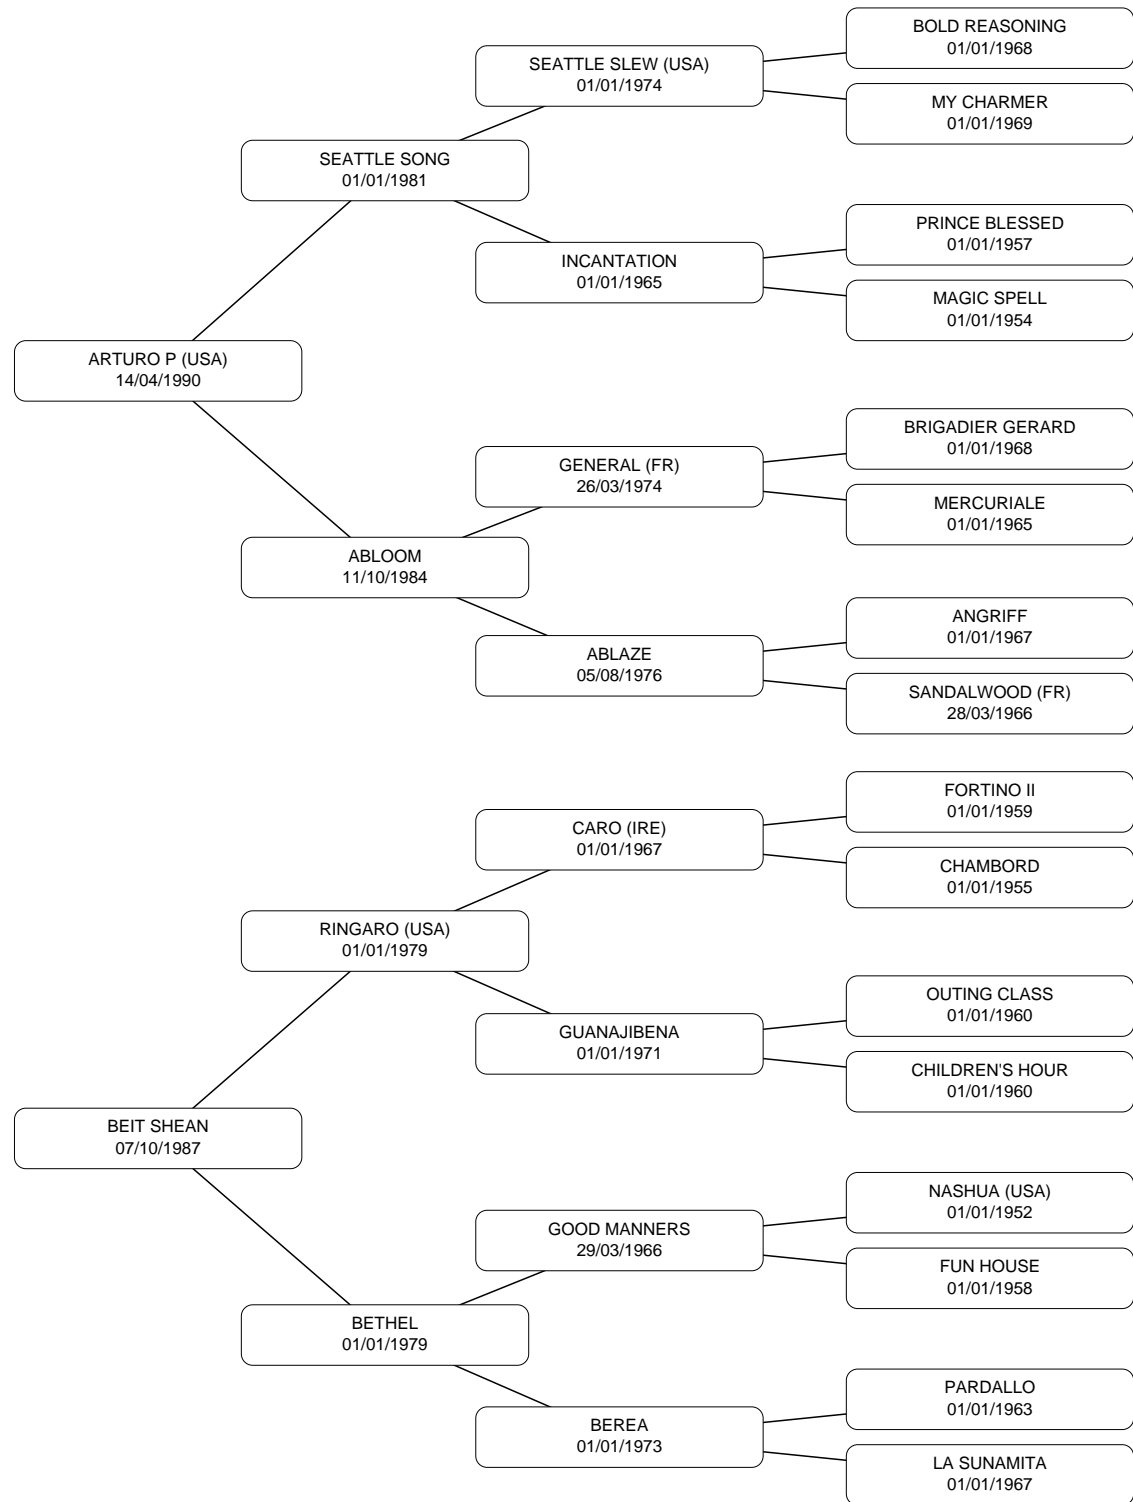 BOLD REASONING
01/01/1968
SEATTLE SLEW (USA)
01/01/1974
MY CHARMER
01/01/1969
SEATTLE SONG
01/01/1981
PRINCE BLESSED
01/01/1957
INCANTATION
01/01/1965
MAGIC SPELL
01/01/1954
ARTURO P (USA)
14/04/1990
BRIGADIER GERARD
01/01/1968
GENERAL (FR)
26/03/1974
MERCURIALE
01/01/1965
ABLOOM
11/10/1984
ANGRIFF
01/01/1967
ABLAZE
05/08/1976
SANDALWOOD (FR)
28/03/1966
FORTINO II
01/01/1959
CARO (IRE)
01/01/1967
CHAMBORD
01/01/1955
RINGARO (USA)
01/01/1979
OUTING CLASS
01/01/1960
GUANAJIBENA
01/01/1971
CHILDREN'S HOUR
01/01/1960
BEIT SHEAN
07/10/1987
NASHUA (USA)
01/01/1952
GOOD MANNERS
29/03/1966
FUN HOUSE
01/01/1958
BETHEL
01/01/1979
PARDALLO
01/01/1963
BEREA
01/01/1973
LA SUNAMITA
01/01/1967